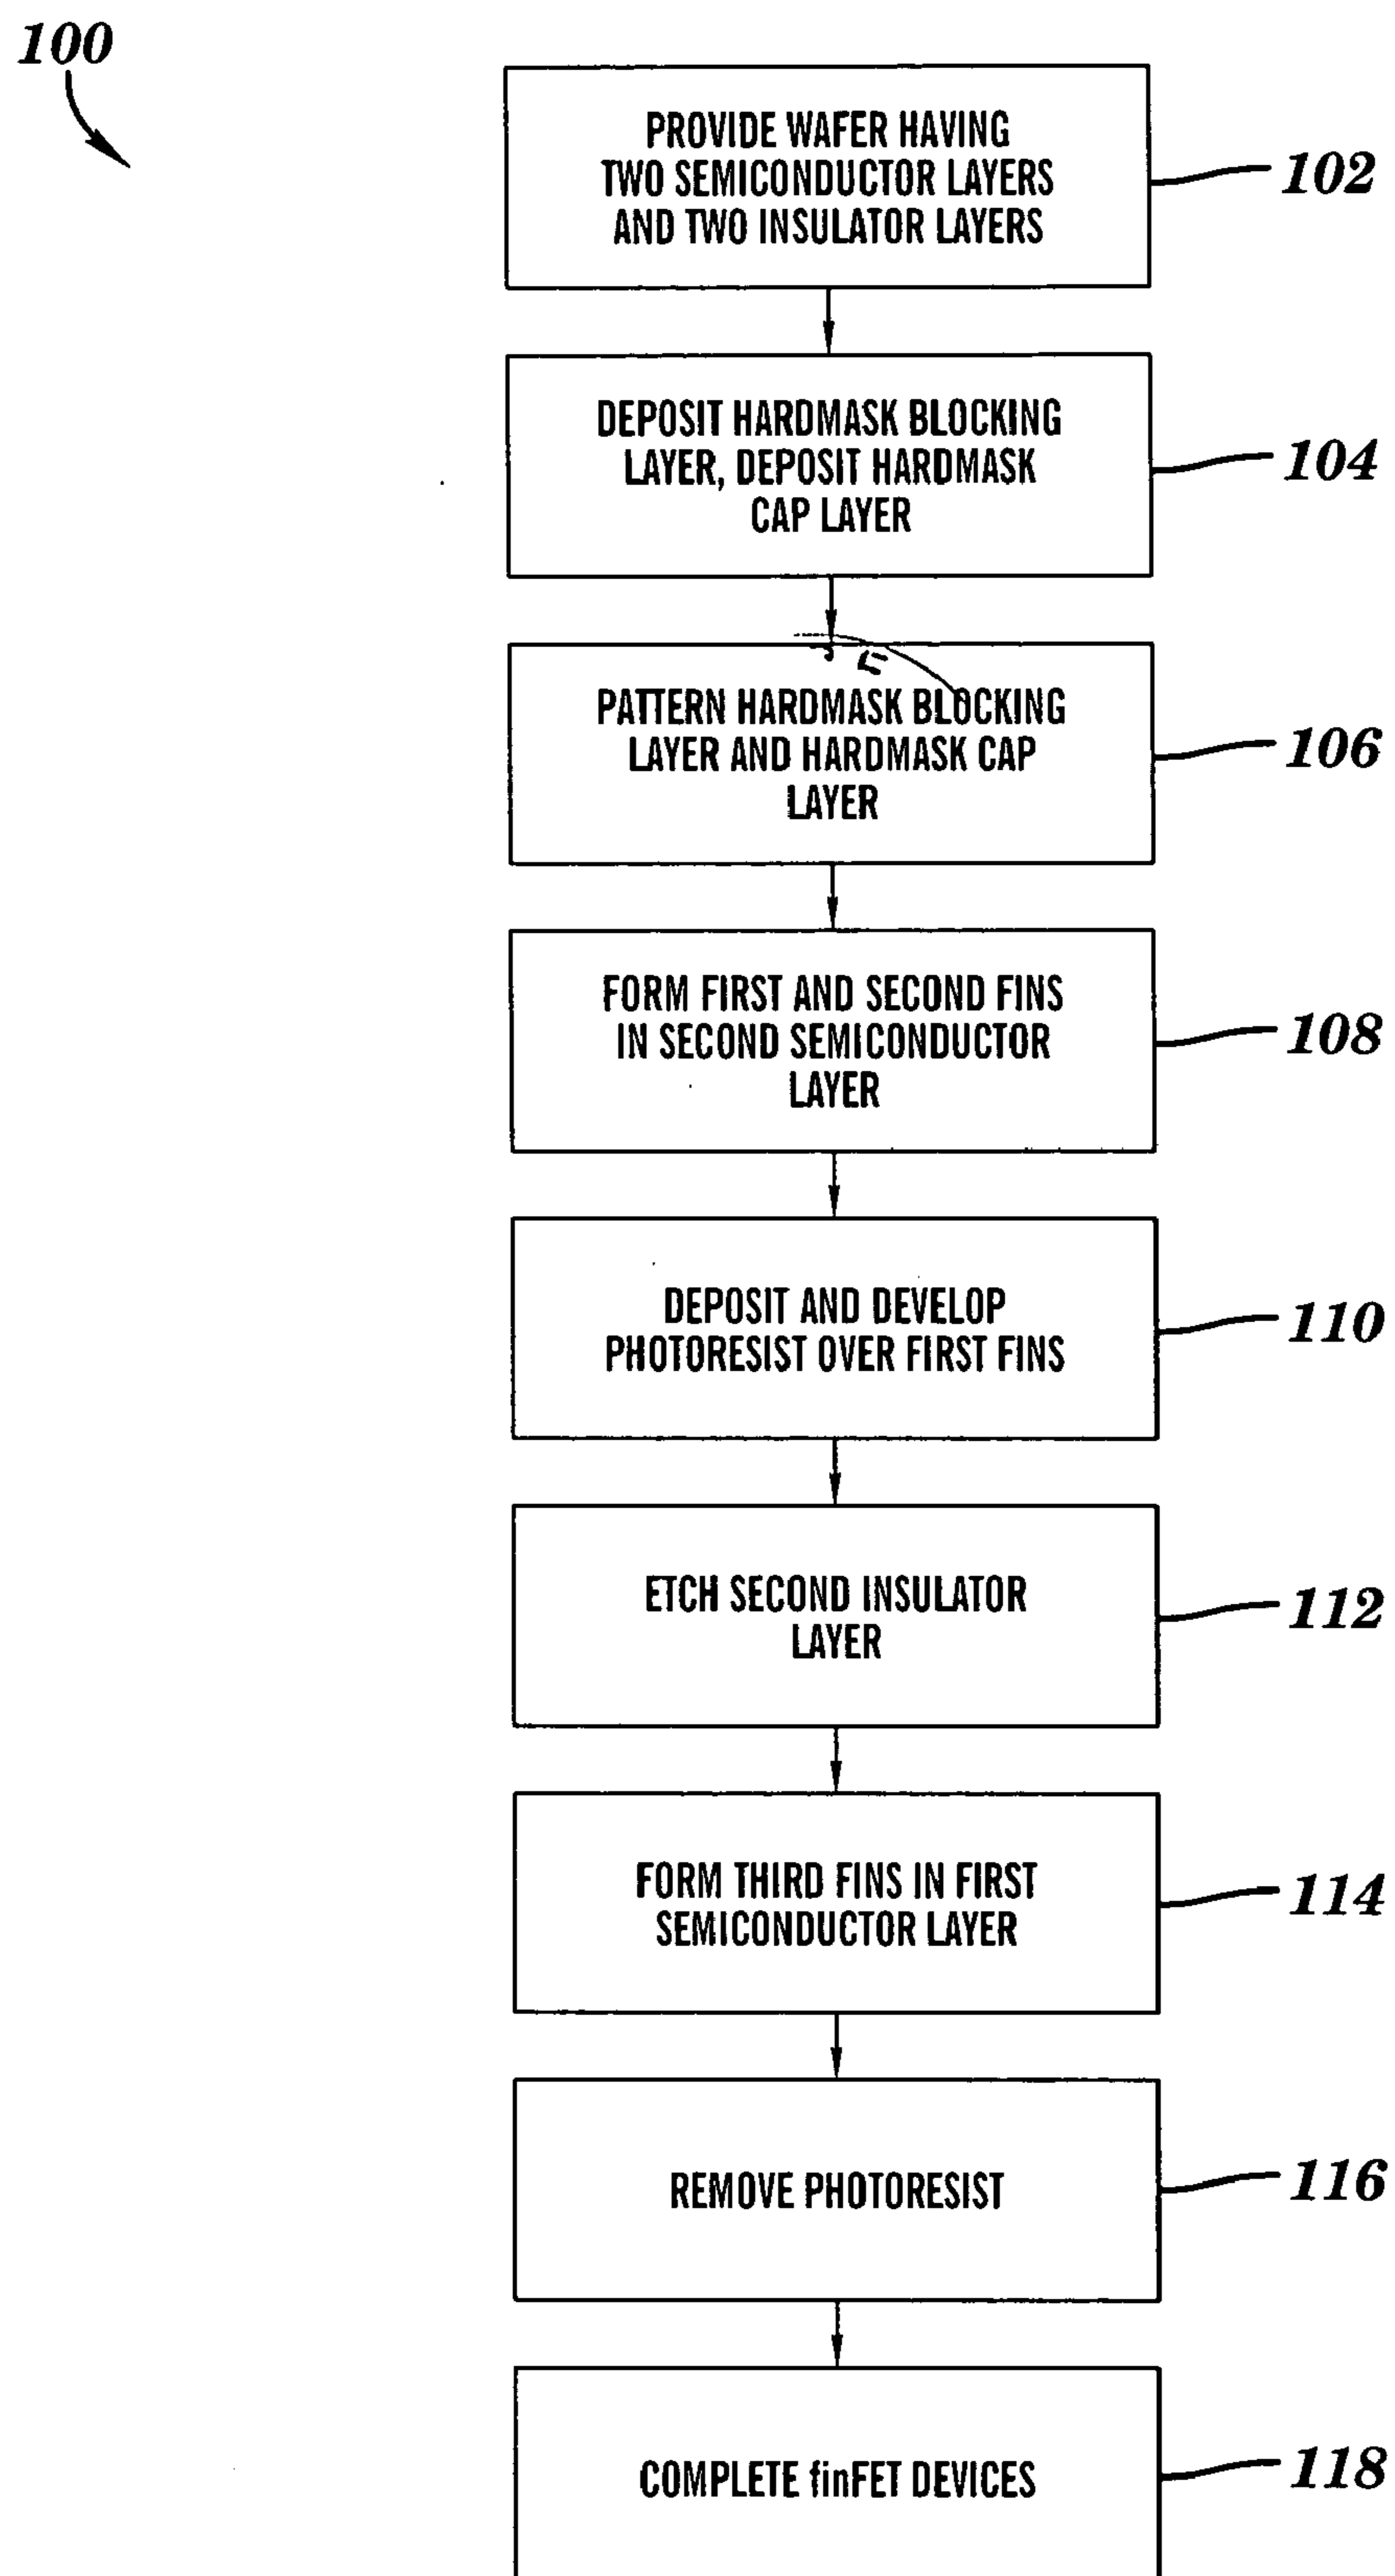 100
PROVIDE WAFER HAVING
TWO SEMICONDUCTOR LAYERS
AND TWO INSULATOR LAYERS
102
DEPOSIT HARDMASK BLOCKING
LAYER, DEPOSIT HARDMASK
CAP LAYER
104
PATTERN HARDMASK BLOCKING
LAYER AND HARDMASK CAP
LAYER
106
FORM FIRST AND SECOND FINS
IN SECOND SEMICONDUCTOR
LAYER
108
DEPOSIT AND DEVELOP
PHOTORESIST OVER FIRST FINS
110
ETCH SECOND INSULATOR
LAYER
112
FORM THIRD FINS IN FIRST
SEMICONDUCTOR LAYER
114
REMOVE PHOTORESIST
116
COMPLETE finFET DEVICES
118